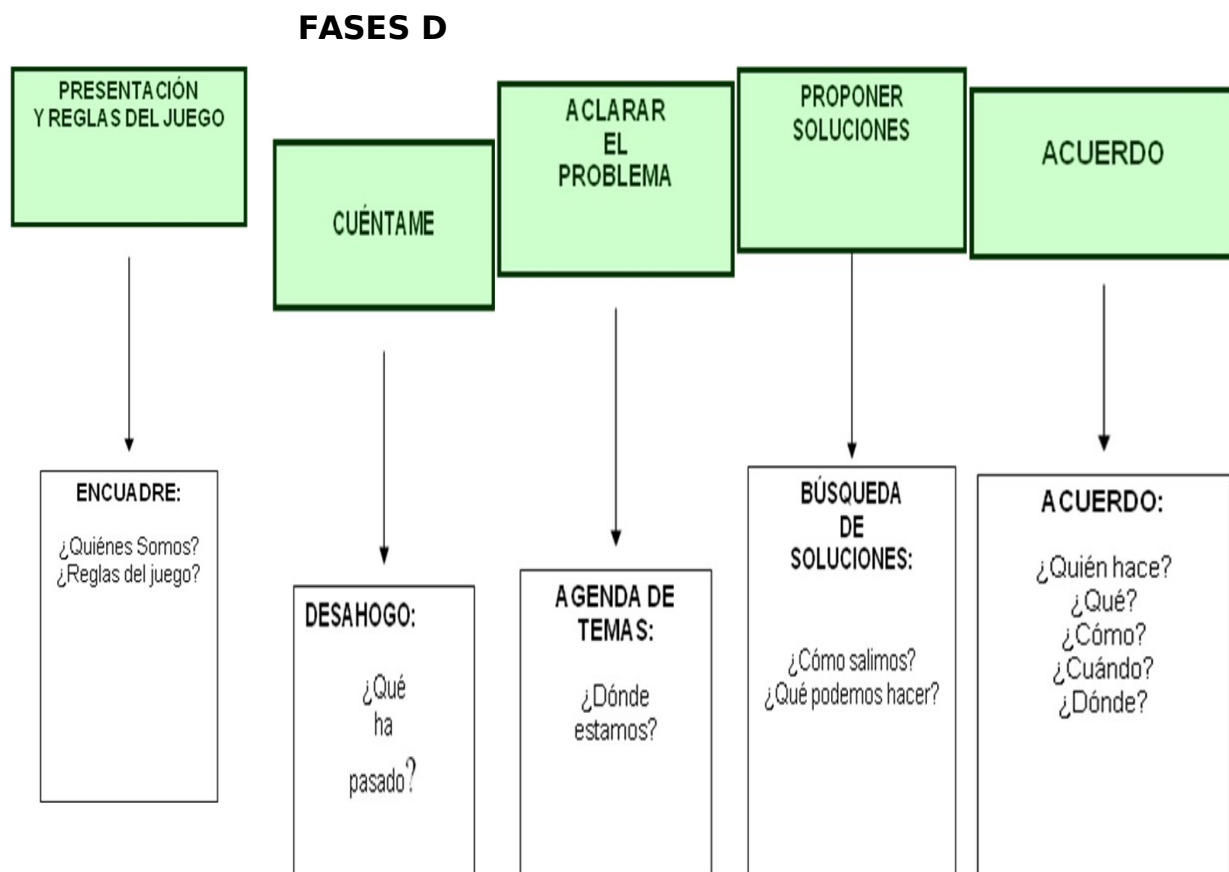 FASES D
PRESENTACIÓN
Y REGLAS DEL JUEGO
CUÉNTAME
ACLARAR
EL
PROBLEMA
PROPONER
SOLUCIONES
ACUERDO
ENCUADRE:
¿Quiénes Somos?
¿Reglas del juego?
DESAHOGO:
¿Qué
ha
pasado?
AGENDA DE
TEMAS:
¿Dónde
estamos?
BÚSQUEDA
DE
SOLUCIONES:
¿Cómo salimos?
¿Qué podemos hacer?
ACUERDO:
¿Quién hace?
¿Qué?
¿Cómo?
¿Cuándo?
¿Dónde?